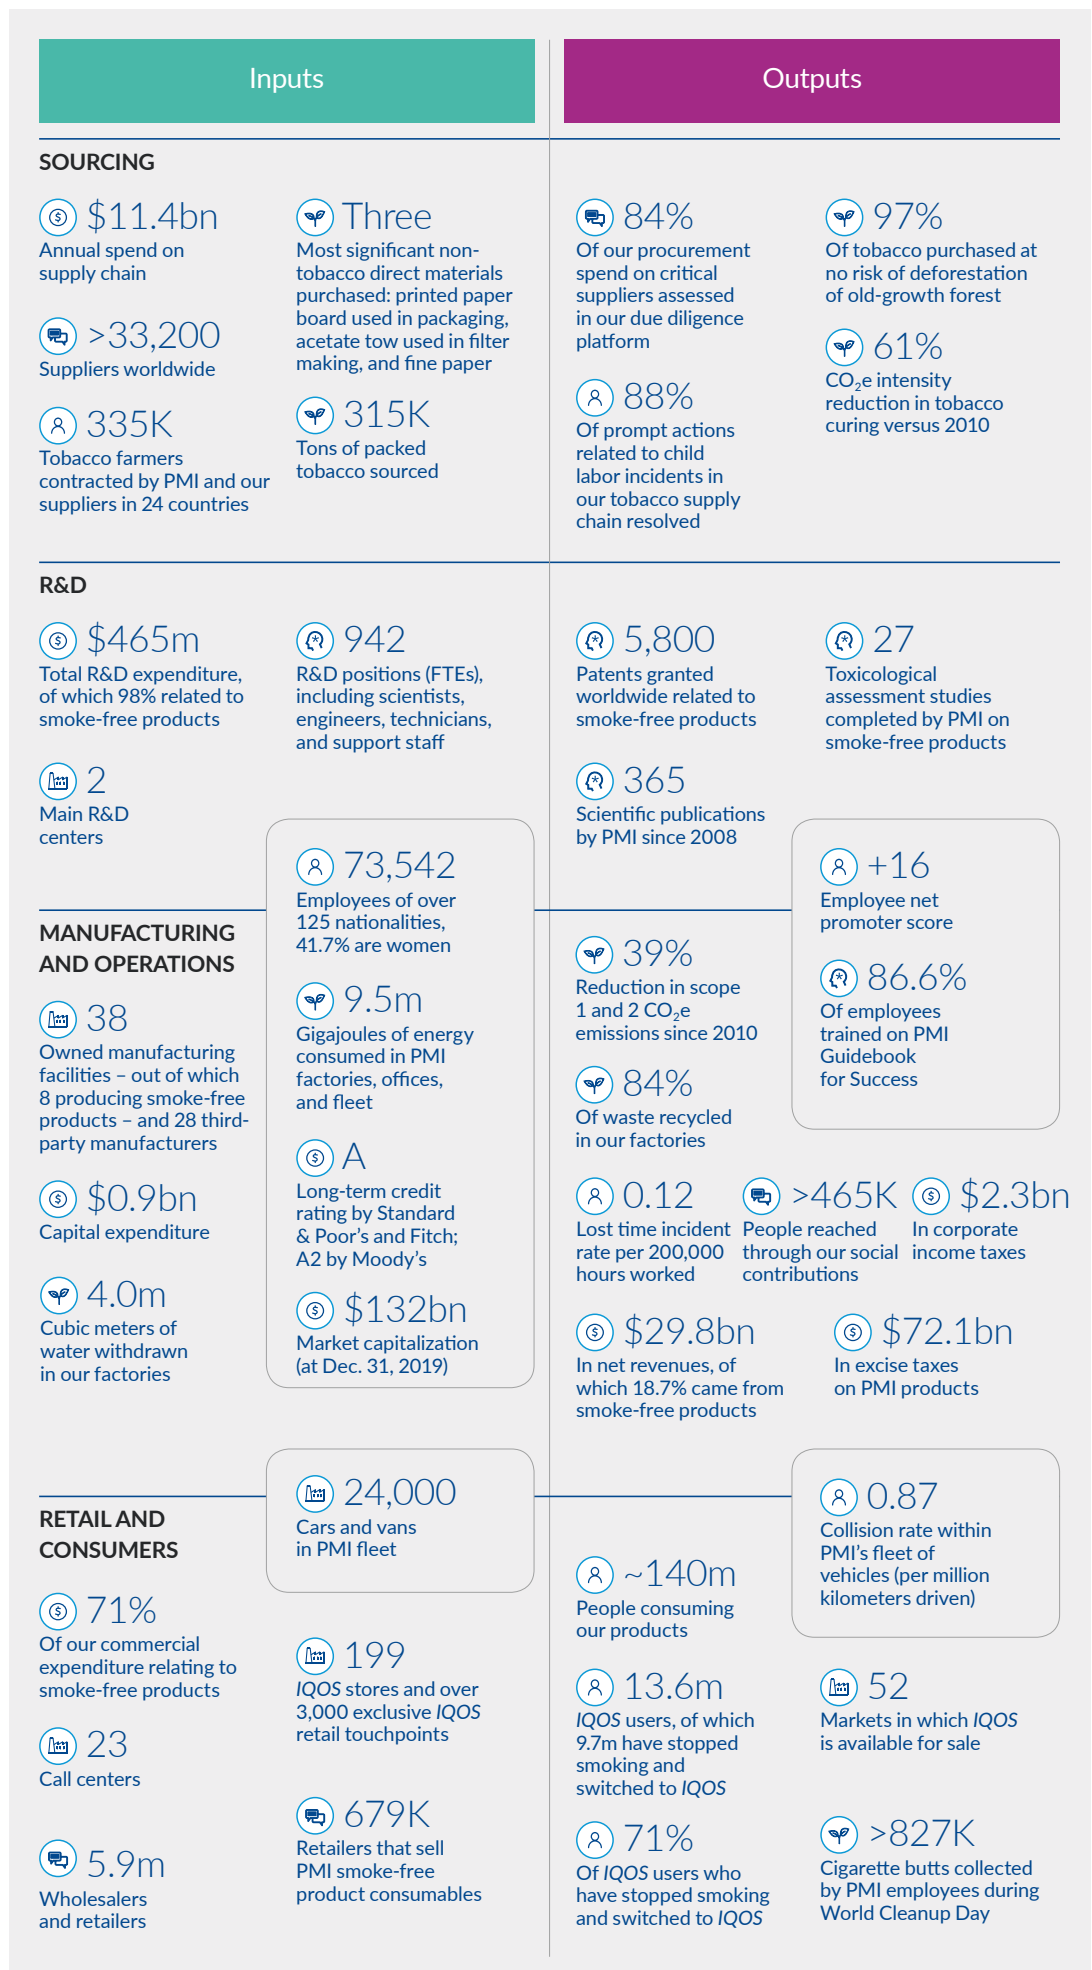 Inputs
Outputs
SOURCING
$11.4bn
Annual spend on
supply chain
>33,200
Suppliers worldwide
335K
Tobacco farmers
contracted by PMI and our
suppliers in 24 countries
Three
Most significant non-
tobacco direct materials
purchased: printed paper
board used in packaging,
acetate tow used in filter
making, and fine paper
315K
Tons of packed
tobacco sourced
84%
Of our procurement
spend on critical
suppliers assessed
in our due diligence
platform
88%
Of prompt actions
related to child
labor incidents in
our tobacco supply
chain resolved
97%
Of tobacco purchased at
no risk of deforestation
of old-growth forest
61%
CO₂e intensity
reduction in tobacco
curing versus 2010
R&D
$465m
Total R&D expenditure,
of which 98% related to
smoke-free products
2
Main R&D
centers
942
R&D positions (FTEs),
including scientists,
engineers, technicians,
and support staff
5,800
Patents granted
worldwide related to
smoke-free products
365
Scientific publications
by PMI since 2008
27
Toxicological
assessment studies
completed by PMI on
smoke-free products
73,542
Employees of over
125 nationalities,
41.7% are women
9.5m
Gigajoules of energy
consumed in PMI
factories, offices,
and fleet
A
Long-term credit
rating by Standard
& Poor's and Fitch;
A2 by Moody's
$132bn
Market capitalization
(at Dec. 31, 2019)
+16
Employee net
promoter score
86.6%
Of employees
trained on PMI
Guidebook
for Success
MANUFACTURING
AND OPERATIONS
38
Owned manufacturing
facilities – out of which
8 producing smoke-free
products – and 28 third-
party manufacturers
$0.9bn
Capital expenditure
4.0m
Cubic meters of
water withdrawn
in our factories
39%
Reduction in scope
1 and 2 CO₂e
emissions since 2010
84%
Of waste recycled
in our factories
0.12
Lost time incident
rate per 200,000
hours worked
>465K
People reached
through our social
contributions
$2.3bn
In corporate
income taxes
$29.8bn
In net revenues, of
which 18.7% came from
smoke-free products
$72.1bn
In excise taxes
on PMI products
24,000
Cars and vans
in PMI fleet
0.87
Collision rate within
PMI's fleet of
vehicles (per million
kilometers driven)
RETAIL AND
CONSUMERS
71%
Of our commercial
expenditure relating to
smoke-free products
23
Call centers
5.9m
Wholesalers
and retailers
199
IQOS stores and over
3,000 exclusive IQOS
retail touchpoints
679K
Retailers that sell
PMI smoke-free
product consumables
~140m
People consuming
our products
13.6m
IQOS users, of which
9.7m have stopped
smoking and
switched to IQOS
71%
Of IQOS users who
have stopped smoking
and switched to IQOS
52
Markets in which IQOS
is available for sale
>827K
Cigarette butts collected
by PMI employees during
World Cleanup Day